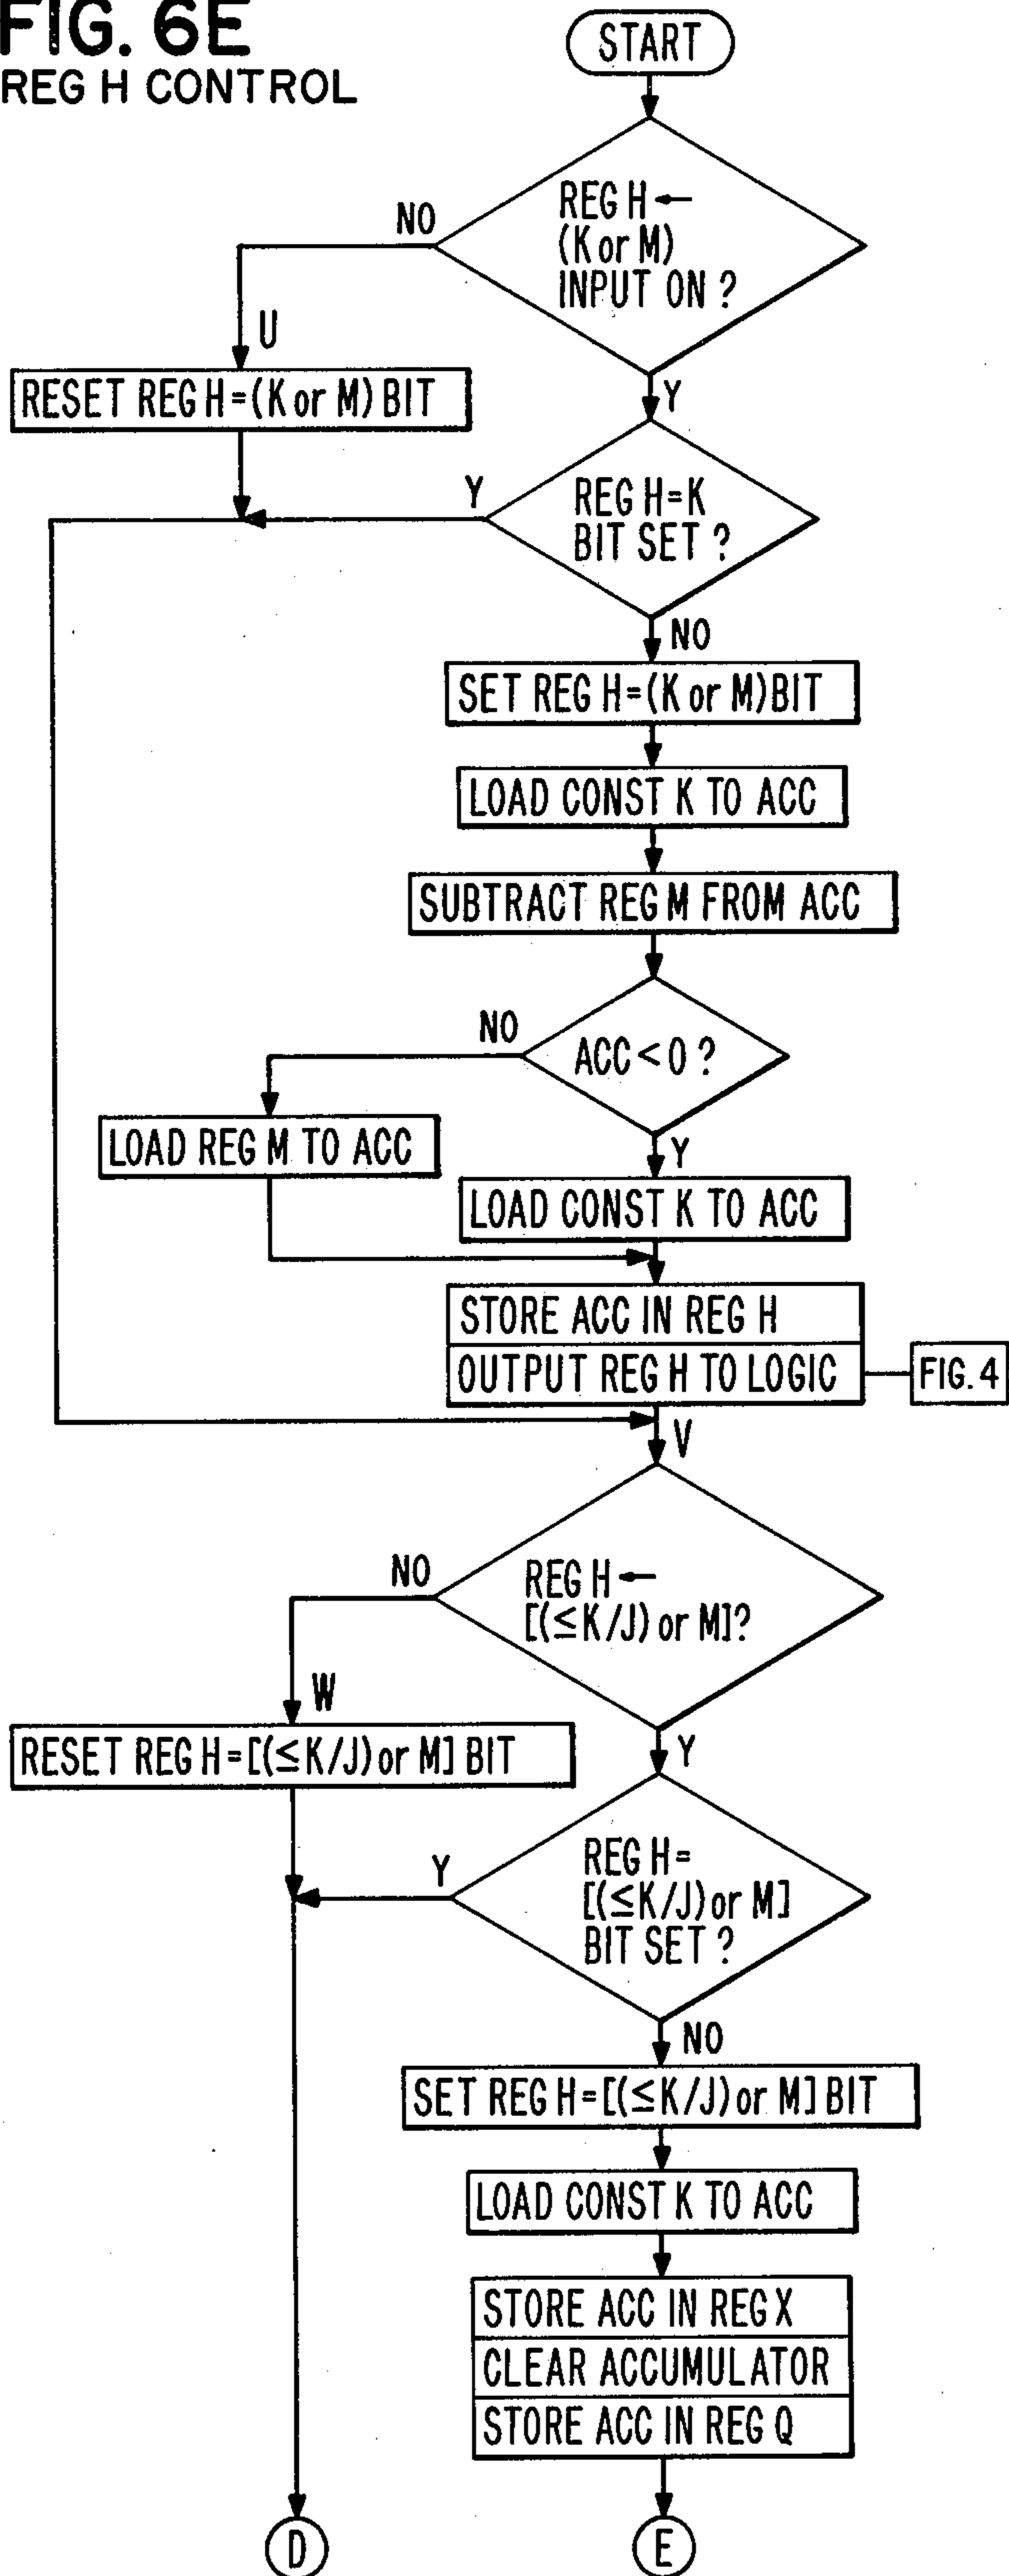 FIG. 6E
REG H CONTROL
START
REG H ←
(K or M)
INPUT ON ?
NO
U
Y
RESET REG H=(K or M) BIT
REG H=K
BIT SET ?
Y
NO
SET REG H=(K or M) BIT
LOAD CONST K TO ACC
SUBTRACT REG M FROM ACC
ACC < 0 ?
NO
Y
LOAD REG M TO ACC
LOAD CONST K TO ACC
STORE ACC IN REG H
OUTPUT REG H TO LOGIC
FIG. 4
V
REG H ←
[(≤K/J) or M]?
NO
W
Y
RESET REG H=[(≤K/J) or M] BIT
REG H=
[(≤K/J) or M]
BIT SET ?
Y
NO
SET REG H=[(≤K/J) or M] BIT
LOAD CONST K TO ACC
STORE ACC IN REG X
CLEAR ACCUMULATOR
STORE ACC IN REG Q
D
E